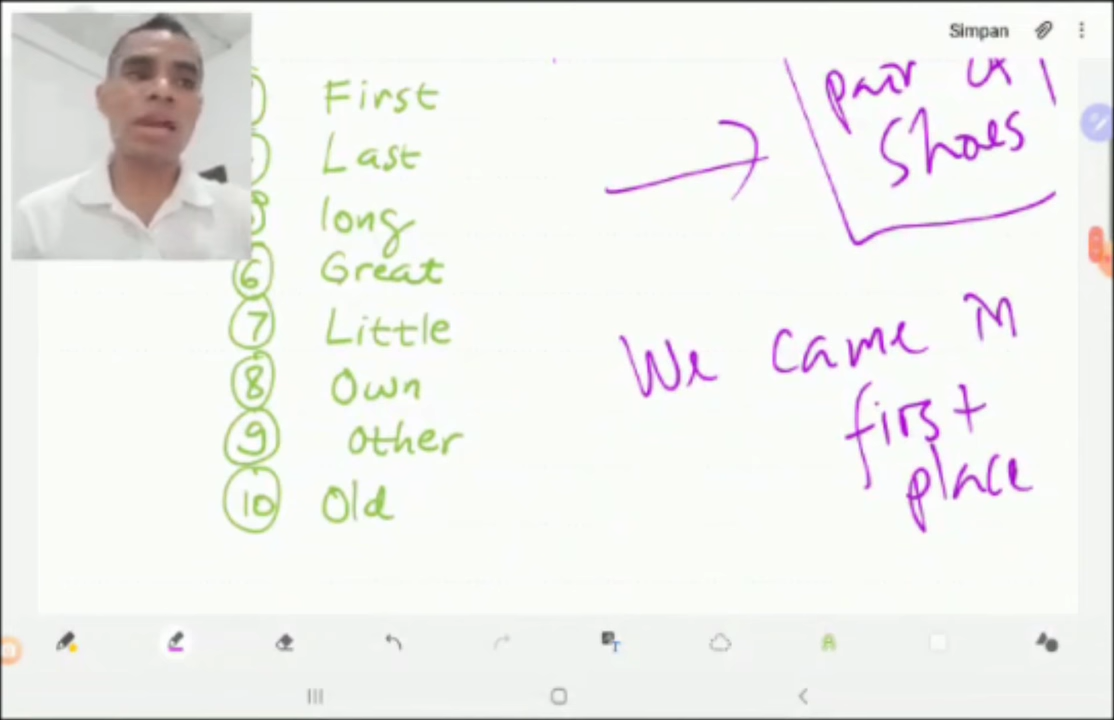 Simpan
First
Last
long
6 Great
7 Little
8 Own
9 other
10 Old
pair of
Shoes
We came in
first
place